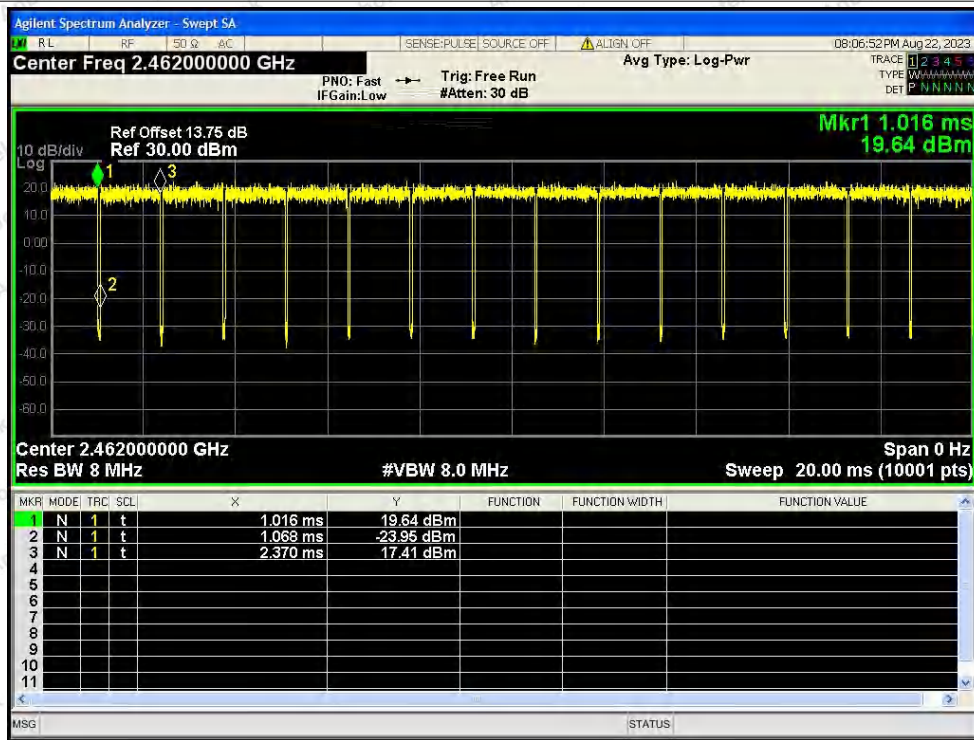 Agilent Spectrum Analyzer - Swept SA
RL RF 50 Ω AC SENSE:PULSE SOURCE OFF ALIGN OFF 08:06:52 PM Aug 22, 2023
Center Freq 2.462000000 GHz
PNO: Fast
IFGain:Low
Trig: Free Run
#Atten: 30 dB
Avg Type: Log-Pwr
TRACE 1 2 3 4 5
TYPE
DET P N N N N N
Mkr1 1.016 ms
19.64 dBm
Ref Offset 13.75 dB
10 dB/div Ref 30.00 dBm
Log
1 3
20.0
10.0
0.00
-10.0
2
-20.0
-30.0
-40.0
-50.0
-60.0
Center 2.462000000 GHz Span 0 Hz
Res BW 8 MHz #VBW 8.0 MHz Sweep 20.00 ms (10001 pts)
MKR MODE TRC SCL X Y FUNCTION FUNCTION WIDTH FUNCTION VALUE
1 N 1 t 1.016 ms 19.64 dBm
2 N 1 t 1.068 ms -23.95 dBm
3 N 1 t 2.370 ms 17.41 dBm
4
5
6
7
8
9
10
11
MSG STATUS